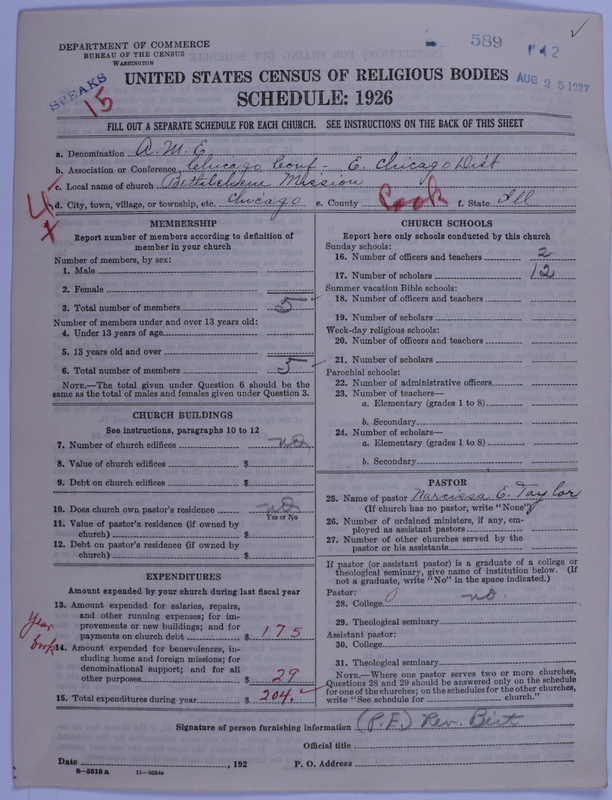 DEPARTMENT OF COMMERCE
BUREAU OF THE CENSUS
WASHINGTON
589
F42
AUG 25 1927
SPEAKS
15
UNITED STATES CENSUS OF RELIGIOUS BODIES
SCHEDULE: 1926
FILL OUT A SEPARATE SCHEDULE FOR EACH CHURCH. SEE INSTRUCTIONS ON THE BACK OF THIS SHEET
a. Denomination A.M.E.
b. Association or Conference Chicago Conf - E. Chicago Dist
c. Local name of church Bethlehem Mission
d. City, town, village, or township, etc. Chicago e. County Cook f. State Ill
MEMBERSHIP
Report number of members according to definition of
member in your church
Number of members, by sex:
1. Male
2. Female
3. Total number of members 5
Number of members under and over 13 years old:
4. Under 13 years of age
5. 13 years old and over
6. Total number of members 5
NOTE.—The total given under Question 6 should be the
same as the total of males and females given under Question 3.
CHURCH BUILDINGS
See instructions, paragraphs 10 to 12
7. Number of church edifices no
8. Value of church edifices $
9. Debt on church edifices $
10. Does church own pastor's residence no
Yes or No
11. Value of pastor's residence (if owned by
church) $
12. Debt on pastor's residence (if owned by
church) $
EXPENDITURES
Amount expended by your church during last fiscal year
Year
book
13. Amount expended for salaries, repairs,
and other running expenses; for im-
provements or new buildings; and for
payments on church debt $ 175
14. Amount expended for benevolences, in-
cluding home and foreign missions; for
denominational support; and for all
other purposes $ 29
15. Total expenditures during year $ 204.
CHURCH SCHOOLS
Report here only schools conducted by this church
Sunday schools:
16. Number of officers and teachers 2
17. Number of scholars 12
Summer vacation Bible schools:
18. Number of officers and teachers
19. Number of scholars
Week-day religious schools:
20. Number of officers and teachers
21. Number of scholars
Parochial schools:
22. Number of administrative officers
23. Number of teachers—
a. Elementary (grades 1 to 8)
b. Secondary
24. Number of scholars—
a. Elementary (grades 1 to 8)
b. Secondary
PASTOR
25. Name of pastor Narcissa E. Taylor
(If church has no pastor, write "None")
26. Number of ordained ministers, if any, em-
ployed as assistant pastors
27. Number of other churches served by the
pastor or his assistants
If pastor (or assistant pastor) is a graduate of a college or
theological seminary, give name of institution below. (If
not a graduate, write "No" in the space indicated.)
Pastor:
28. College no.
29. Theological seminary
Assistant pastor:
30. College
31. Theological seminary
NOTE.—Where one pastor serves two or more churches,
Questions 28 and 29 should be answered only on the schedule
for one of the churches; on the schedules for the other churches,
write "See schedule for church."
Signature of person furnishing information (P.E.) Rev. Bist
Official title
Date , 192 P. O. Address
8—5518 a 11—9024a